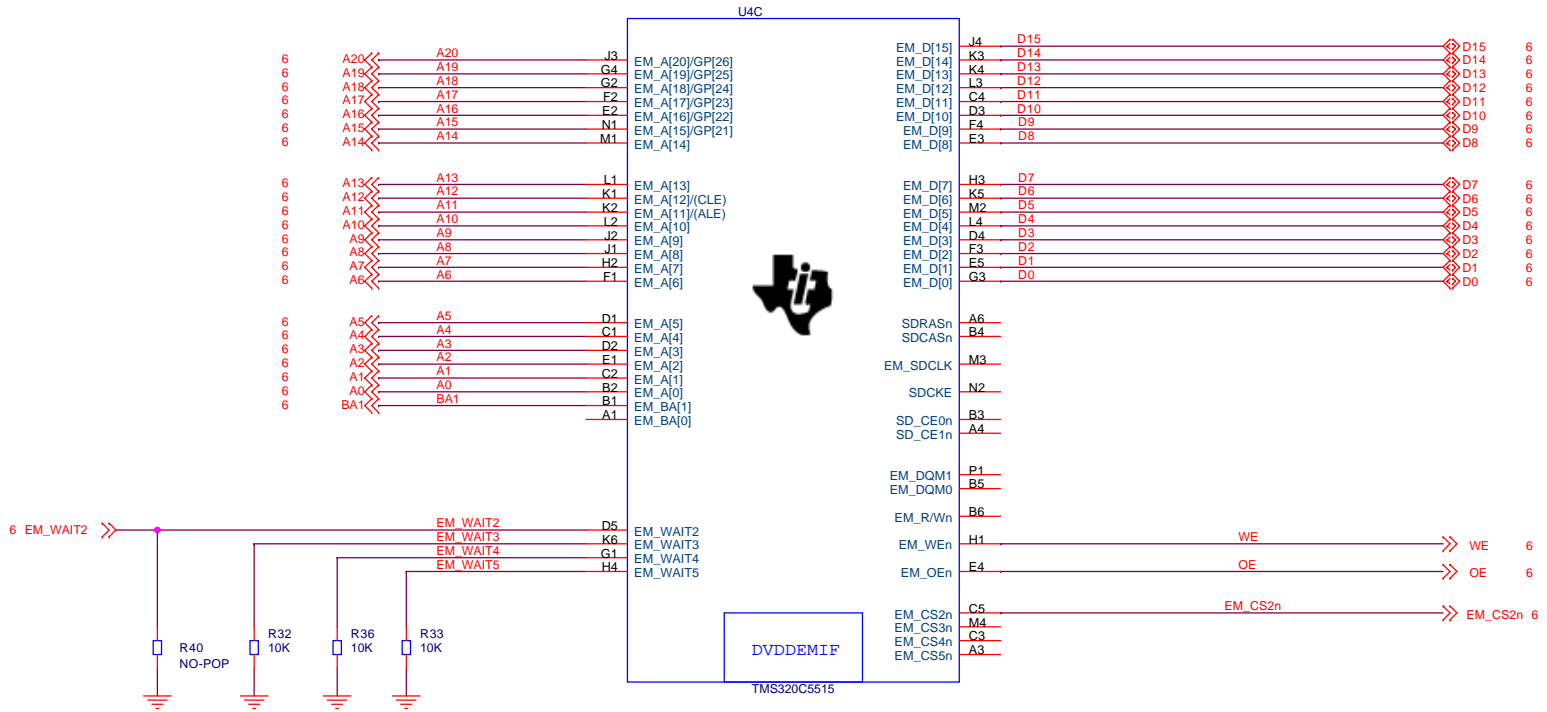 U4C
6 A20 A20 J3 EM_A[20]/GP[26]
6 A19 A19 G4 EM_A[19]/GP[25]
6 A18 A18 G2 EM_A[18]/GP[24]
6 A17 A17 F2 EM_A[17]/GP[23]
6 A16 A16 E2 EM_A[16]/GP[22]
6 A15 A15 N1 EM_A[15]/GP[21]
6 A14 A14 M1 EM_A[14]
6 A13 A13 L1 EM_A[13]
6 A12 A12 K1 EM_A[12]/(CLE)
6 A11 A11 K2 EM_A[11]/(ALE)
6 A10 A10 L2 EM_A[10]
6 A9 A9 J2 EM_A[9]
6 A8 A8 J1 EM_A[8]
6 A7 A7 H2 EM_A[7]
6 A6 A6 F1 EM_A[6]
6 A5 A5 D1 EM_A[5]
6 A4 A4 C1 EM_A[4]
6 A3 A3 D2 EM_A[3]
6 A2 A2 E1 EM_A[2]
6 A1 A1 C2 EM_A[1]
6 A0 A0 B2 EM_A[0]
6 BA1 BA1 B1 EM_BA[1]
A1 EM_BA[0]
6 EM_WAIT2 EM_WAIT2 D5 EM_WAIT2
EM_WAIT3 K6 EM_WAIT3
EM_WAIT4 G1 EM_WAIT4
EM_WAIT5 H4 EM_WAIT5
R40
NO-POP
R32
10K
R36
10K
R33
10K
EM_D[15] J4 D15 D15 6
EM_D[14] K3 D14 D14 6
EM_D[13] K4 D13 D13 6
EM_D[12] L3 D12 D12 6
EM_D[11] C4 D11 D11 6
EM_D[10] D3 D10 D10 6
EM_D[9] F4 D9 D9 6
EM_D[8] E3 D8 D8 6
EM_D[7] H3 D7 D7 6
EM_D[6] K5 D6 D6 6
EM_D[5] M2 D5 D5 6
EM_D[4] L4 D4 D4 6
EM_D[3] D4 D3 D3 6
EM_D[2] F3 D2 D2 6
EM_D[1] E5 D1 D1 6
EM_D[0] G3 D0 D0 6
SDRASn A6
SDCASn B4
EM_SDCLK M3
SDCKE N2
SD_CE0n B3
SD_CE1n A4
EM_DQM1 P1
EM_DQM0 B5
EM_R/Wn B6
EM_WEn H1 WE WE 6
EM_OEn E4 OE OE 6
EM_CS2n C5 EM_CS2n EM_CS2n 6
EM_CS3n M4
EM_CS4n C3
EM_CS5n A3
DVDDEMIF
TMS320C5515